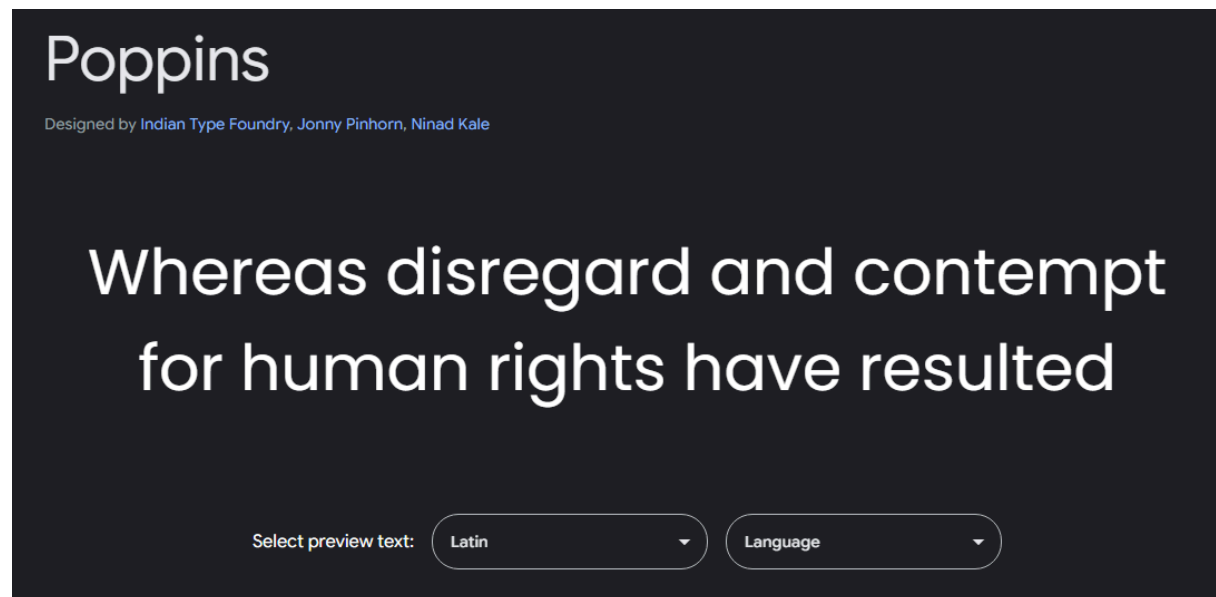 Poppins
Designed by Indian Type Foundry, Jonny Pinhorn, Ninad Kale
Whereas disregard and contempt
for human rights have resulted
Select preview text: Latin Language